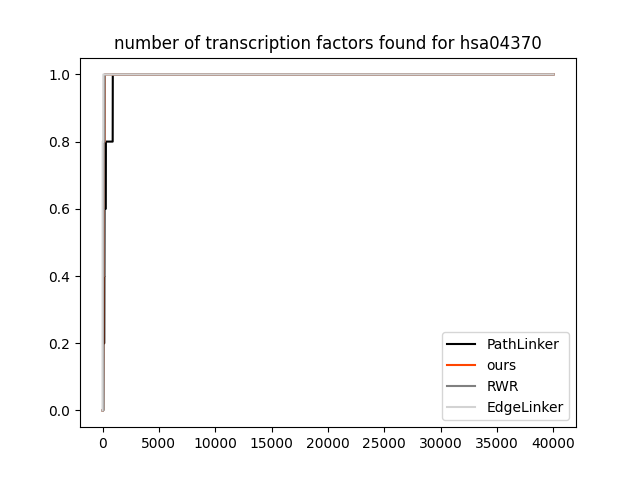 number of transcription factors found for hsa04370
1.0
0.8
0.6
0.4
0.2
0.0
0 5000 10000 15000 20000 25000 30000 35000 40000
PathLinker
ours
RWR
EdgeLinker